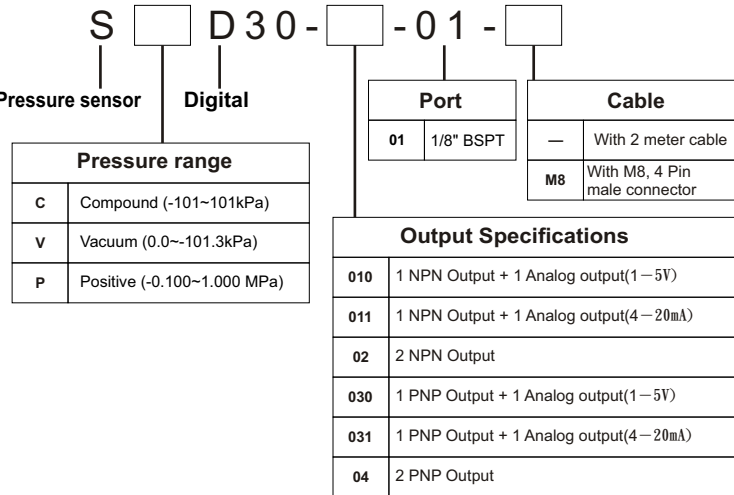 S D30- -01-
Pressure sensor Digital
Pressure range
C Compound (-101~101kPa)
V Vacuum (0.0~-101.3kPa)
P Positive (-0.100~1.000 MPa)
Port
01 1/8" BSPT
Cable
— With 2 meter cable
M8 With M8, 4 Pin
male connector
Output Specifications
010 1 NPN Output + 1 Analog output(1－5V)
011 1 NPN Output + 1 Analog output(4－20mA)
02 2 NPN Output
030 1 PNP Output + 1 Analog output(1－5V)
031 1 PNP Output + 1 Analog output(4－20mA)
04 2 PNP Output